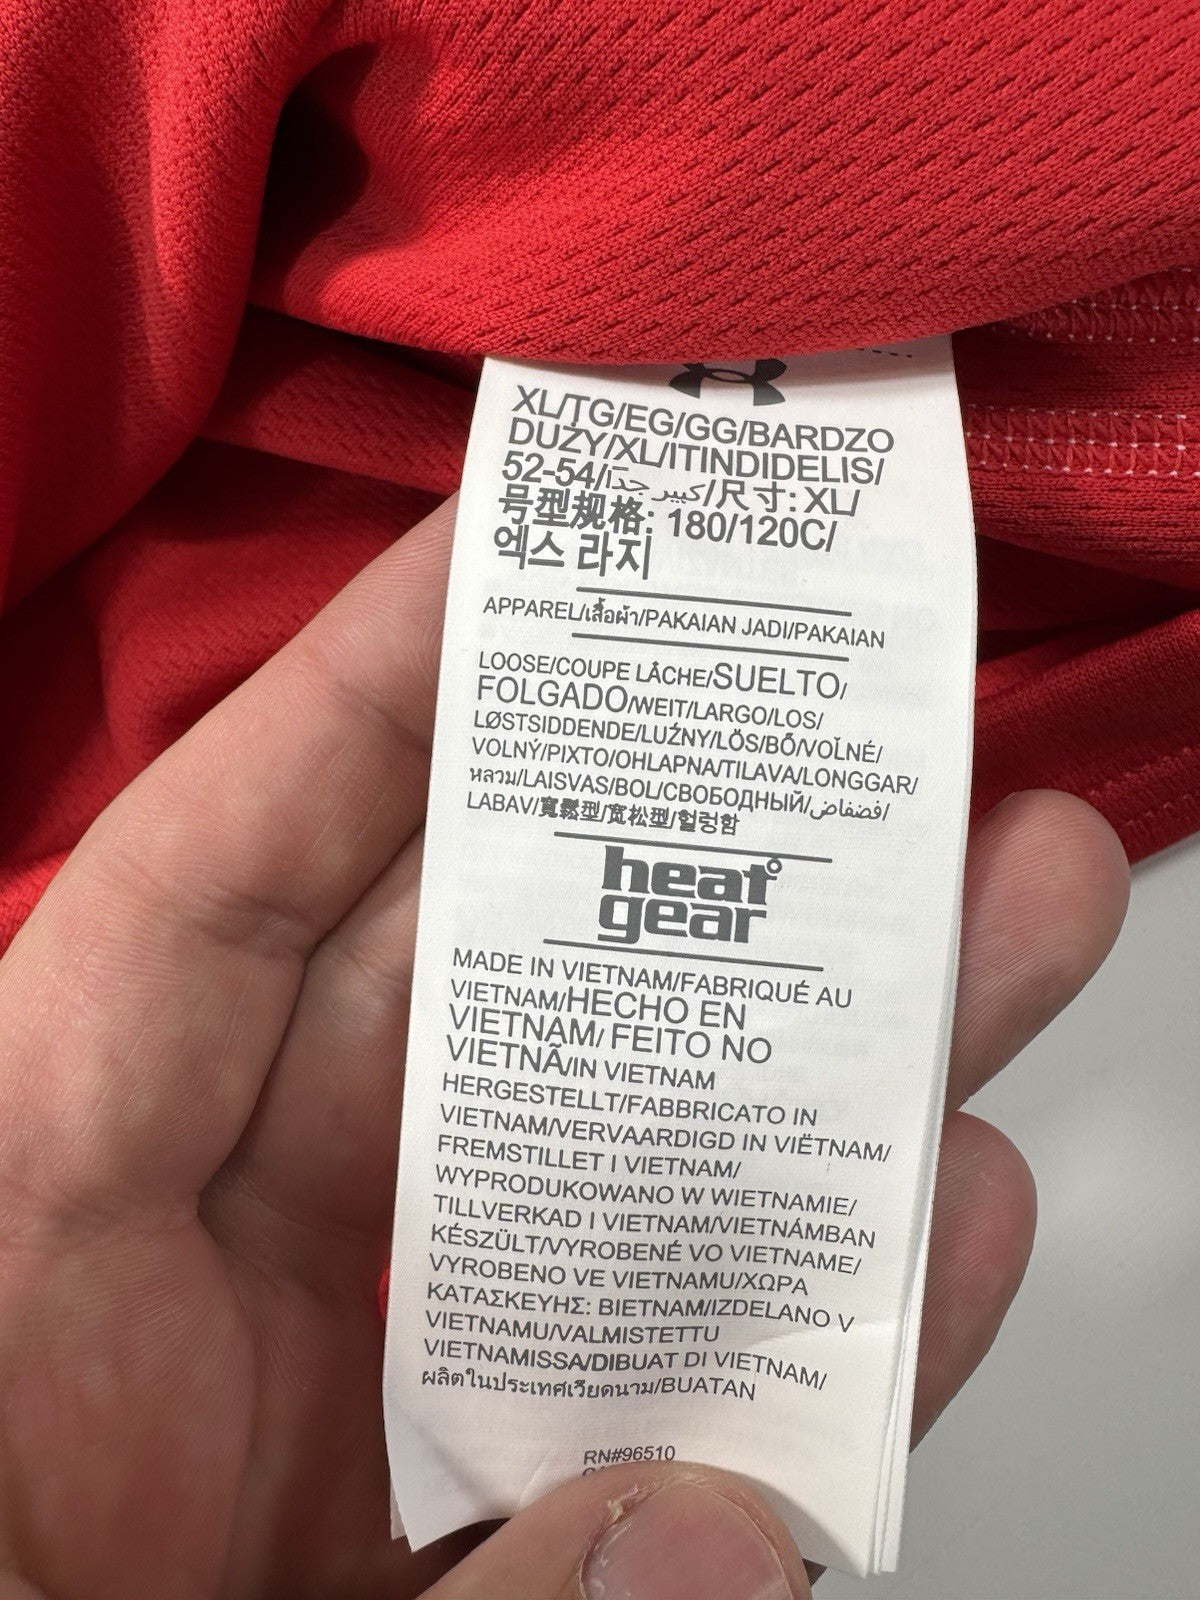 XL/TG/EG/GG/BARDZO
DUŻY/XL/ITINDIDELIS/
52-54/كبير جدًا/尺寸: XL/
号型规格: 180/120C/
엑스 라지
APPAREL/เสื้อผ้า/PAKAIAN JADI/PAKAIAN
LOOSE/COUPE LÂCHE/SUELTO/
FOLGADO/WEIT/LARGO/LOS/
LØSTSIDDENDE/LUŹNY/LÖS/BŐ/VOĽNÉ/
VOLNÝ/ΡΙΧΤΟ/OHLAPNA/TILAVA/LONGGAR/
หลวม/LAISVAS/BOL/СВОБОДНЫЙ/فضفاض/
LABAV/寬鬆型/宽松型/헐렁함
heat
gear
MADE IN VIETNAM/FABRIQUÉ AU
VIETNAM/HECHO EN
VIETNAM/ FEITO NO
VIETNÃ/IN VIETNAM
HERGESTELLT/FABBRICATO IN
VIETNAM/VERVAARDIGD IN VIËTNAM/
FREMSTILLET I VIETNAM/
WYPRODUKOWANO W WIETNAMIE/
TILLVERKAD I VIETNAM/VIETNÁMBAN
KÉSZÜLT/VYROBENÉ VO VIETNAME/
VYROBENO VE VIETNAMU/ΧΩΡΑ
ΚΑΤΑΣΚΕΥΗΣ: ΒΙΕΤΝΑΜ/IZDELANO V
VIETNAMU/VALMISTETTU
VIETNAMISSA/DIBUAT DI VIETNAM/
ผลิตในประเทศเวียดนาม/BUATAN
RN#96510